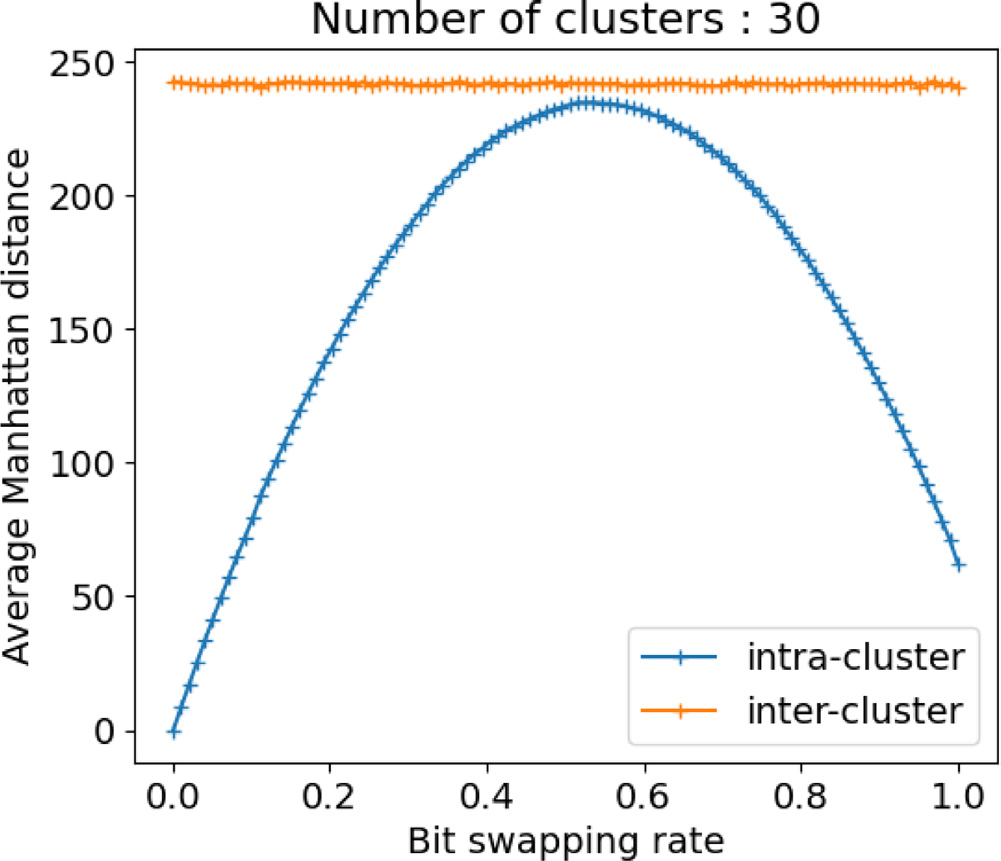 Number of clusters : 30
Average Manhattan distance
250
200
150
100
50
0
intra-cluster
inter-cluster
0.0 0.2 0.4 0.6 0.8 1.0
Bit swapping rate